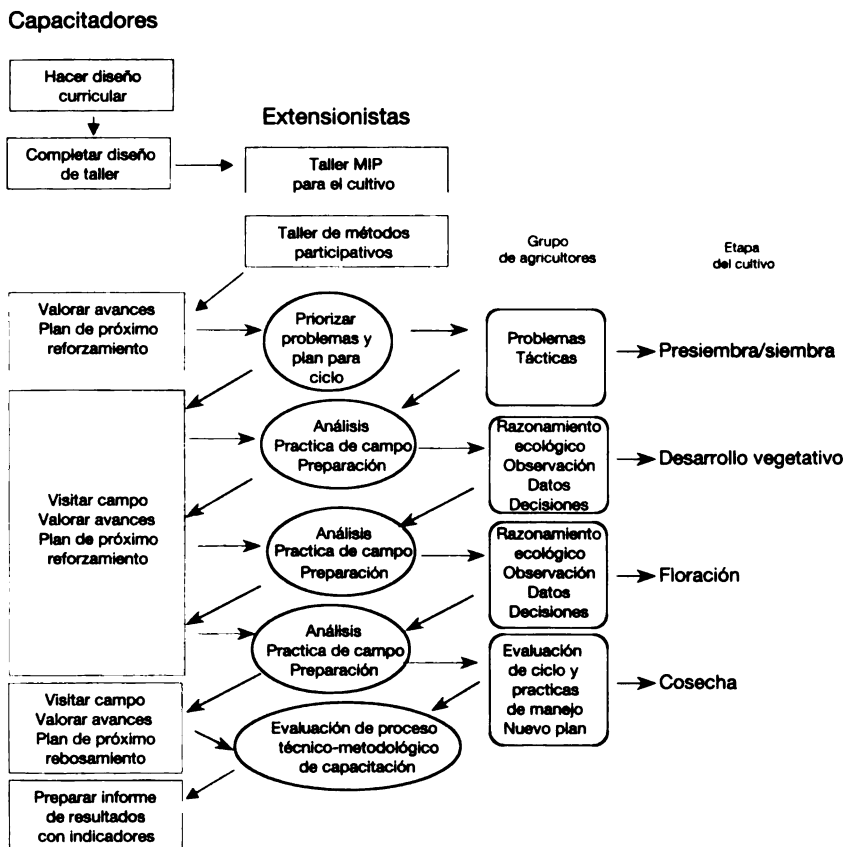 Capacitadores
Hacer diseño
curricular
Completar diseño
de taller
Extensionistas
Taller MIP
para el cultivo
Taller de métodos
participativos
Grupo
de agricultores
Etapa
del cultivo
Valorar avances
Plan de próximo
reforzamiento
Priorizar
problemas y
plan para
ciclo
Problemas
Tácticas
Presiembra/siembra
Visitar campo
Valorar avances
Plan de próximo
reforzamiento
Análisis
Practica de campo
Preparación
Razonamiento
ecológico
Observación
Datos
Decisiones
Desarrollo vegetativo
Análisis
Practica de campo
Preparación
Razonamiento
ecológico
Observación
Datos
Decisiones
Floración
Análisis
Practica de campo
Preparación
Evaluación
de ciclo y
practicas
de manejo
Nuevo plan
Cosecha
Visitar campo
Valorar avances
Plan de próximo
rebosamiento
Evaluación de proceso
técnico-metodológico
de capacitación
Preparar informe
de resultados
con indicadores